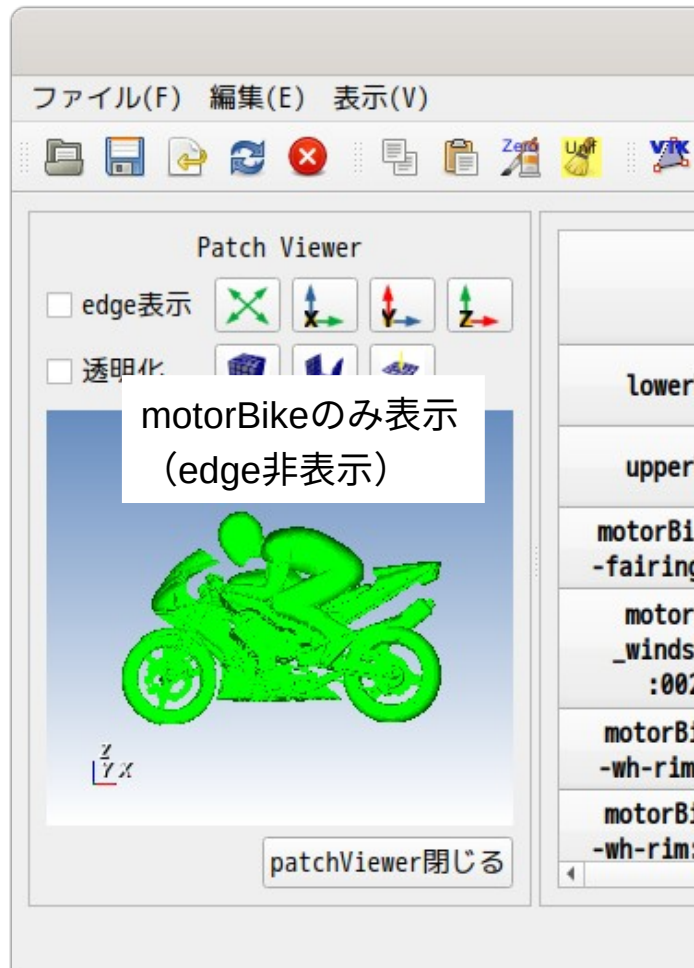 ファイル(F) 編集(E) 表示(V)
Zero
Unif
VTK
Patch Viewer
edge表示
X
Y
Z
透明化
motorBikeのみ表示
（edge非表示）
Z
Y X
patchViewer閉じる
lower
upper
motorBi
-fairing
motor
_winds
:002
motorBi
-wh-rim
motorBi
-wh-rim: